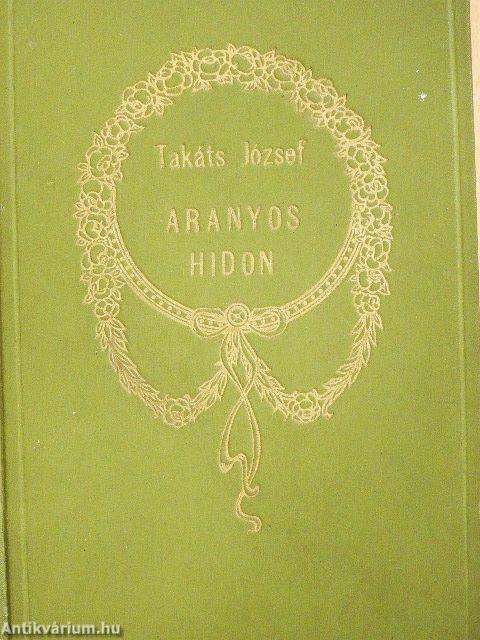 Takáts József
ARANYOS
HIDON
Antikvárium.hu